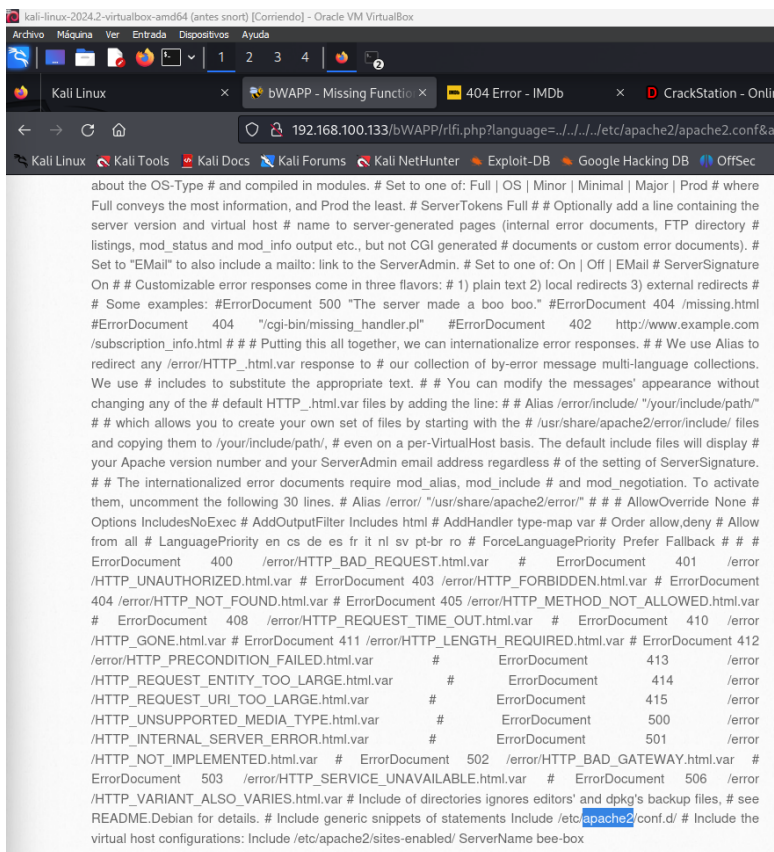 kali-linux-2024.2-virtualbox-amd64 (antes snort) [Corriendo] - Oracle VM VirtualBox
Archivo Máquina Ver Entrada Dispositivos Ayuda
1 2 3 4
Kali Linux × bWAPP - Missing Functio × 404 Error - IMDb × CrackStation - Onli
192.168.100.133/bWAPP/rlfi.php?language=../../../../etc/apache2/apache2.conf&a
Kali Linux Kali Tools Kali Docs Kali Forums Kali NetHunter Exploit-DB Google Hacking DB OffSec
about the OS-Type # and compiled in modules. # Set to one of: Full | OS | Minor | Minimal | Major | Prod # where
Full conveys the most information, and Prod the least. # ServerTokens Full # # Optionally add a line containing the
server version and virtual host # name to server-generated pages (internal error documents, FTP directory #
listings, mod_status and mod_info output etc., but not CGI generated # documents or custom error documents). #
Set to "EMail" to also include a mailto: link to the ServerAdmin. # Set to one of: On | Off | EMail # ServerSignature
On # # Customizable error responses come in three flavors: # 1) plain text 2) local redirects 3) external redirects #
# Some examples: #ErrorDocument 500 "The server made a boo boo." #ErrorDocument 404 /missing.html
#ErrorDocument 404 "/cgi-bin/missing_handler.pl" #ErrorDocument 402 http://www.example.com
/subscription_info.html # # # Putting this all together, we can internationalize error responses. # # We use Alias to
redirect any /error/HTTP_.html.var response to # our collection of by-error message multi-language collections.
We use # includes to substitute the appropriate text. # # You can modify the messages' appearance without
changing any of the # default HTTP_.html.var files by adding the line: # # Alias /error/include/ "/your/include/path/"
# # which allows you to create your own set of files by starting with the # /usr/share/apache2/error/include/ files
and copying them to /your/include/path/, # even on a per-VirtualHost basis. The default include files will display #
your Apache version number and your ServerAdmin email address regardless # of the setting of ServerSignature.
# # The internationalized error documents require mod_alias, mod_include # and mod_negotiation. To activate
them, uncomment the following 30 lines. # Alias /error/ "/usr/share/apache2/error/" # # # AllowOverride None #
Options IncludesNoExec # AddOutputFilter Includes html # AddHandler type-map var # Order allow,deny # Allow
from all # LanguagePriority en cs de es fr it nl sv pt-br ro # ForceLanguagePriority Prefer Fallback # # #
ErrorDocument 400 /error/HTTP_BAD_REQUEST.html.var # ErrorDocument 401 /error
/HTTP_UNAUTHORIZED.html.var # ErrorDocument 403 /error/HTTP_FORBIDDEN.html.var # ErrorDocument
404 /error/HTTP_NOT_FOUND.html.var # ErrorDocument 405 /error/HTTP_METHOD_NOT_ALLOWED.html.var
# ErrorDocument 408 /error/HTTP_REQUEST_TIME_OUT.html.var # ErrorDocument 410 /error
/HTTP_GONE.html.var # ErrorDocument 411 /error/HTTP_LENGTH_REQUIRED.html.var # ErrorDocument 412
/error/HTTP_PRECONDITION_FAILED.html.var # ErrorDocument 413 /error
/HTTP_REQUEST_ENTITY_TOO_LARGE.html.var # ErrorDocument 414 /error
/HTTP_REQUEST_URI_TOO_LARGE.html.var # ErrorDocument 415 /error
/HTTP_UNSUPPORTED_MEDIA_TYPE.html.var # ErrorDocument 500 /error
/HTTP_INTERNAL_SERVER_ERROR.html.var # ErrorDocument 501 /error
/HTTP_NOT_IMPLEMENTED.html.var # ErrorDocument 502 /error/HTTP_BAD_GATEWAY.html.var #
ErrorDocument 503 /error/HTTP_SERVICE_UNAVAILABLE.html.var # ErrorDocument 506 /error
/HTTP_VARIANT_ALSO_VARIES.html.var # Include of directories ignores editors' and dpkg's backup files, # see
README.Debian for details. # Include generic snippets of statements Include /etc/apache2/conf.d/ # Include the
virtual host configurations: Include /etc/apache2/sites-enabled/ ServerName bee-box